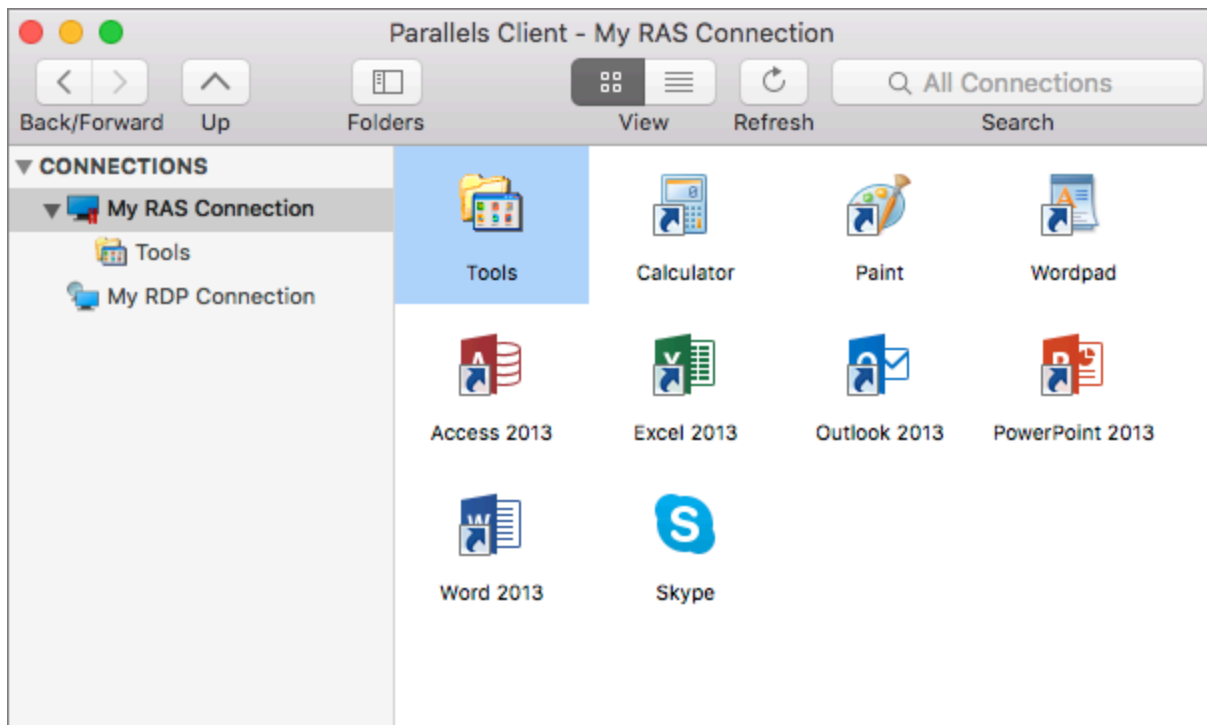 Parallels Client - My RAS Connection
All Connections
Back/Forward Up Folders View Refresh Search
CONNECTIONS
My RAS Connection
Tools
My RDP Connection
Tools Calculator Paint Wordpad
Access 2013 Excel 2013 Outlook 2013 PowerPoint 2013
Word 2013 Skype